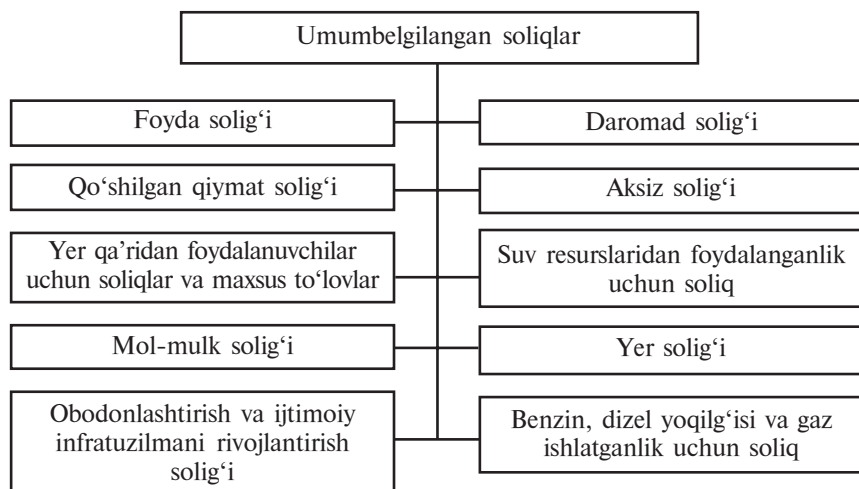 Umumbelgilangan soliqlar
Foyda solig‘i
Daromad solig‘i
Qo‘shilgan qiymat solig‘i
Aksiz solig‘i
Yer qa’ridan foydalanuvchilar
uchun soliqlar va maxsus to‘lovlar
Suv resurslaridan foydalanganlik
uchun soliq
Mol-mulk solig‘i
Yer solig‘i
Obodonlashtirish va ijtimoiy
infratuzilmani rivojlantirish
solig‘i
Benzin, dizel yoqilg‘isi va gaz
ishlatganlik uchun soliq